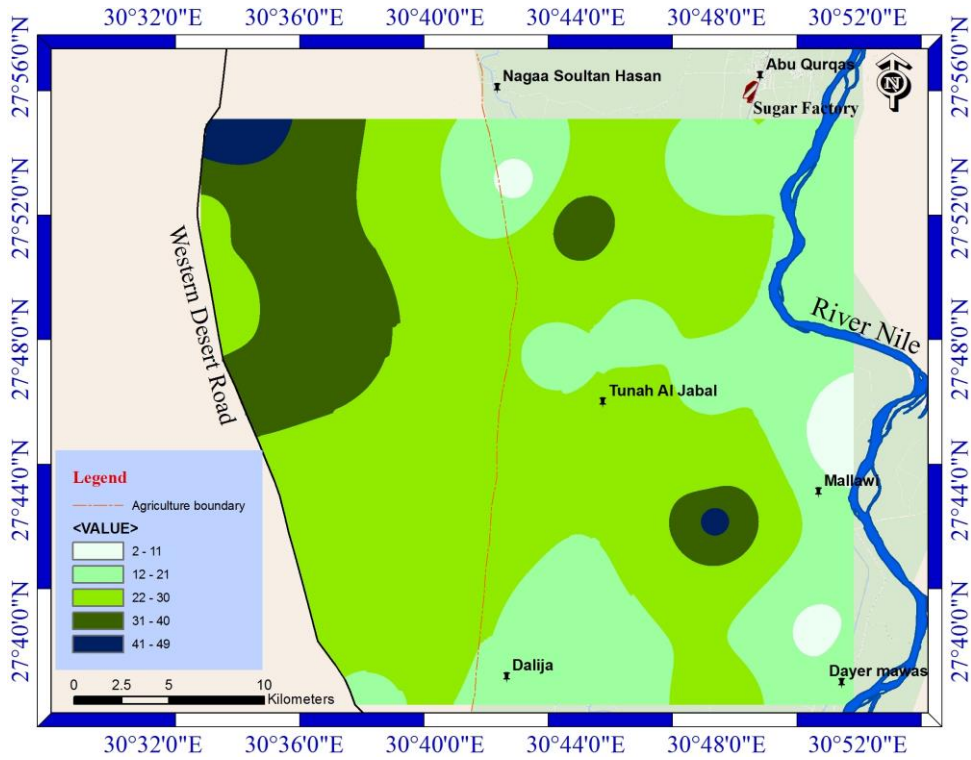 30°32'0"E 30°36'0"E 30°40'0"E 30°44'0"E 30°48'0"E 30°52'0"E
27°56'0"N 27°56'0"N
Abu Qurqas
Nagaa Soultan Hasan
N
Sugar Factory
27°52'0"N 27°52'0"N
Western Desert Road
River Nile
27°48'0"N 27°48'0"N
Tunah Al Jabal
27°44'0"N 27°44'0"N
Mallawi
Legend
Agriculture boundary
<VALUE>
2 - 11
12 - 21
22 - 30
31 - 40
41 - 49
27°40'0"N 27°40'0"N
Dalija
Dayer mawas
0 2.5 5 10
Kilometers
30°32'0"E 30°36'0"E 30°40'0"E 30°44'0"E 30°48'0"E 30°52'0"E